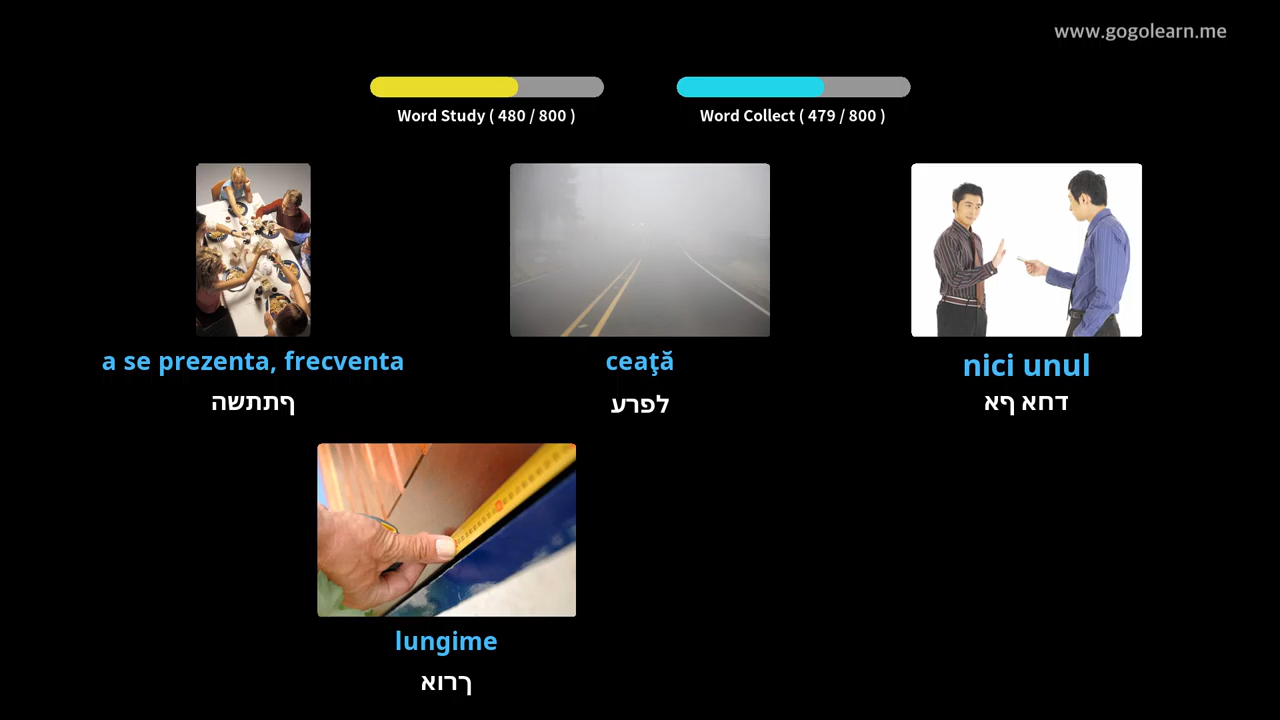 www.gogolearn.me
Word Study ( 480 / 800 )
Word Collect ( 479 / 800 )
a se prezenta, frecventa
ףתתשה
ceaţă
לפרע
nici unul
דחא ףא
lungime
ךרוא